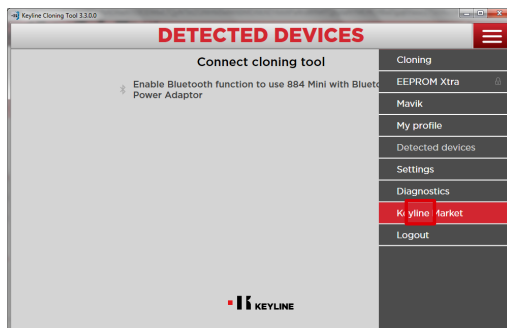 Keyline Cloning Tool 3.3.0.0
DETECTED DEVICES
Connect cloning tool
Enable Bluetooth function to use 884 Mini with Blueto
Power Adaptor
Cloning
EEPROM Xtra
Mavik
My profile
Detected devices
Settings
Diagnostics
Keyline Market
Logout
KEYLINE